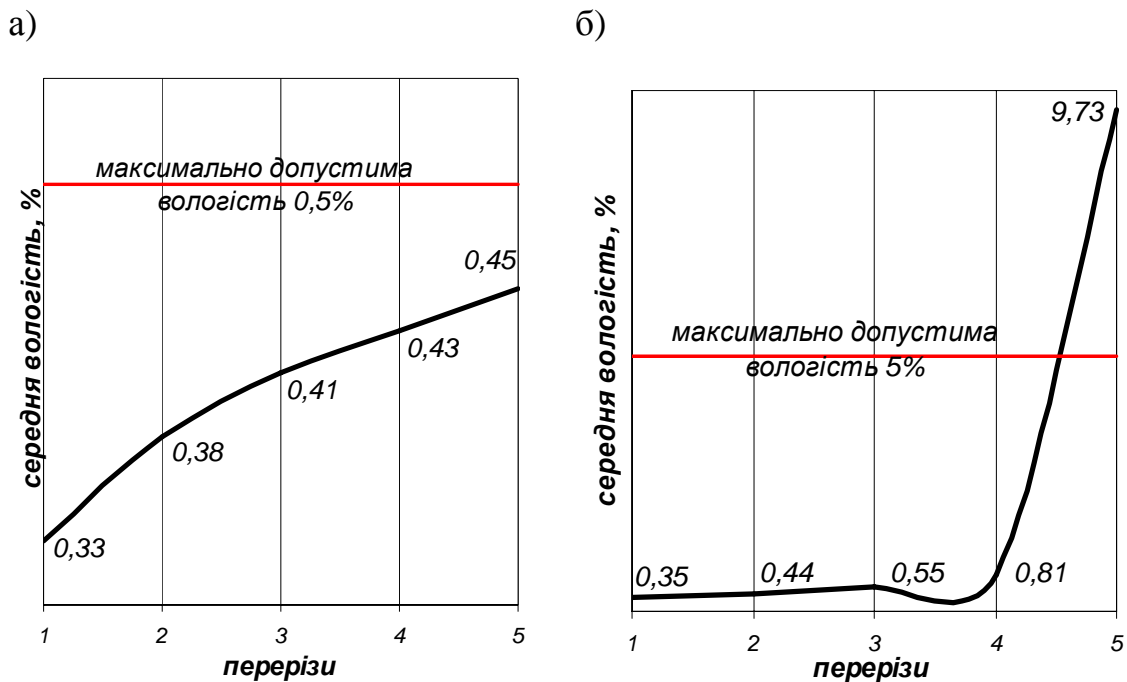 а)
середня вологість, %
максимально допустима
вологість 0,5%
0,33
0,38
0,41
0,43
0,45
1 2 3 4 5
перерізи
б)
середня вологість, %
максимально допустима
вологість 5%
0,35
0,44
0,55
0,81
9,73
1 2 3 4 5
перерізи